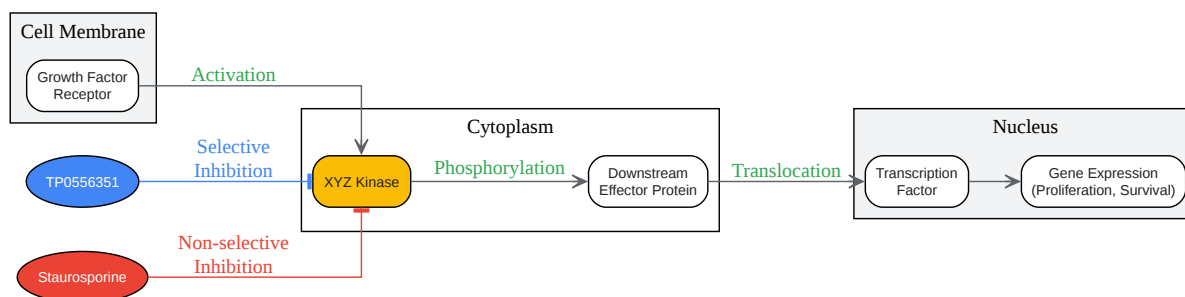 Cell Membrane
Growth Factor
Receptor
Activation
Cytoplasm
Nucleus
TP0556351
Selective
Inhibition
XYZ Kinase
Phosphorylation
Downstream
Effector Protein
Translocation
Transcription
Factor
Gene Expression
(Proliferation, Survival)
Staurosporine
Non-selective
Inhibition